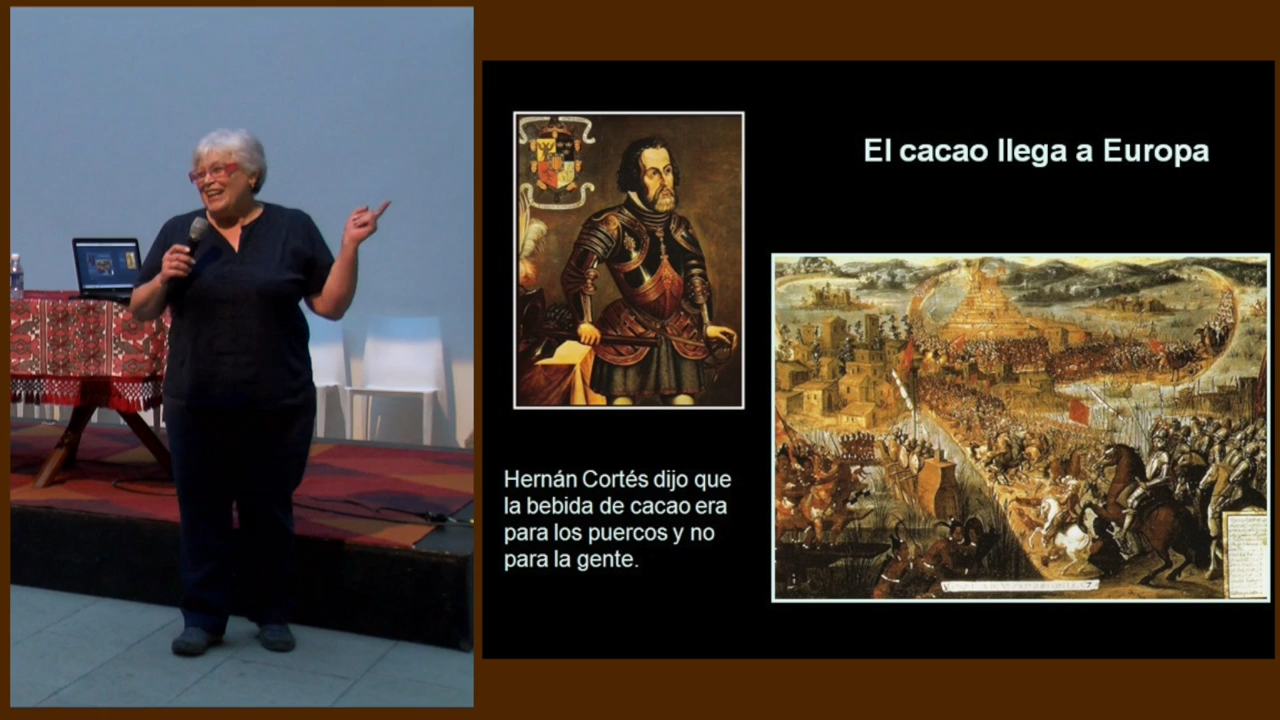 El cacao llega a Europa
Hernán Cortés dijo que
la bebida de cacao era
para los puercos y no
para la gente.